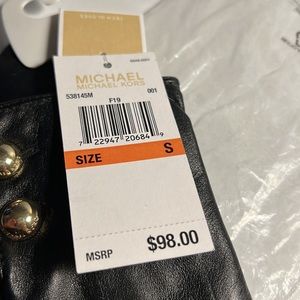 MICHAEL
MICHAEL KORS
538145M 001
F19
7 22947 20684 9
SIZE S
MSRP $98.00